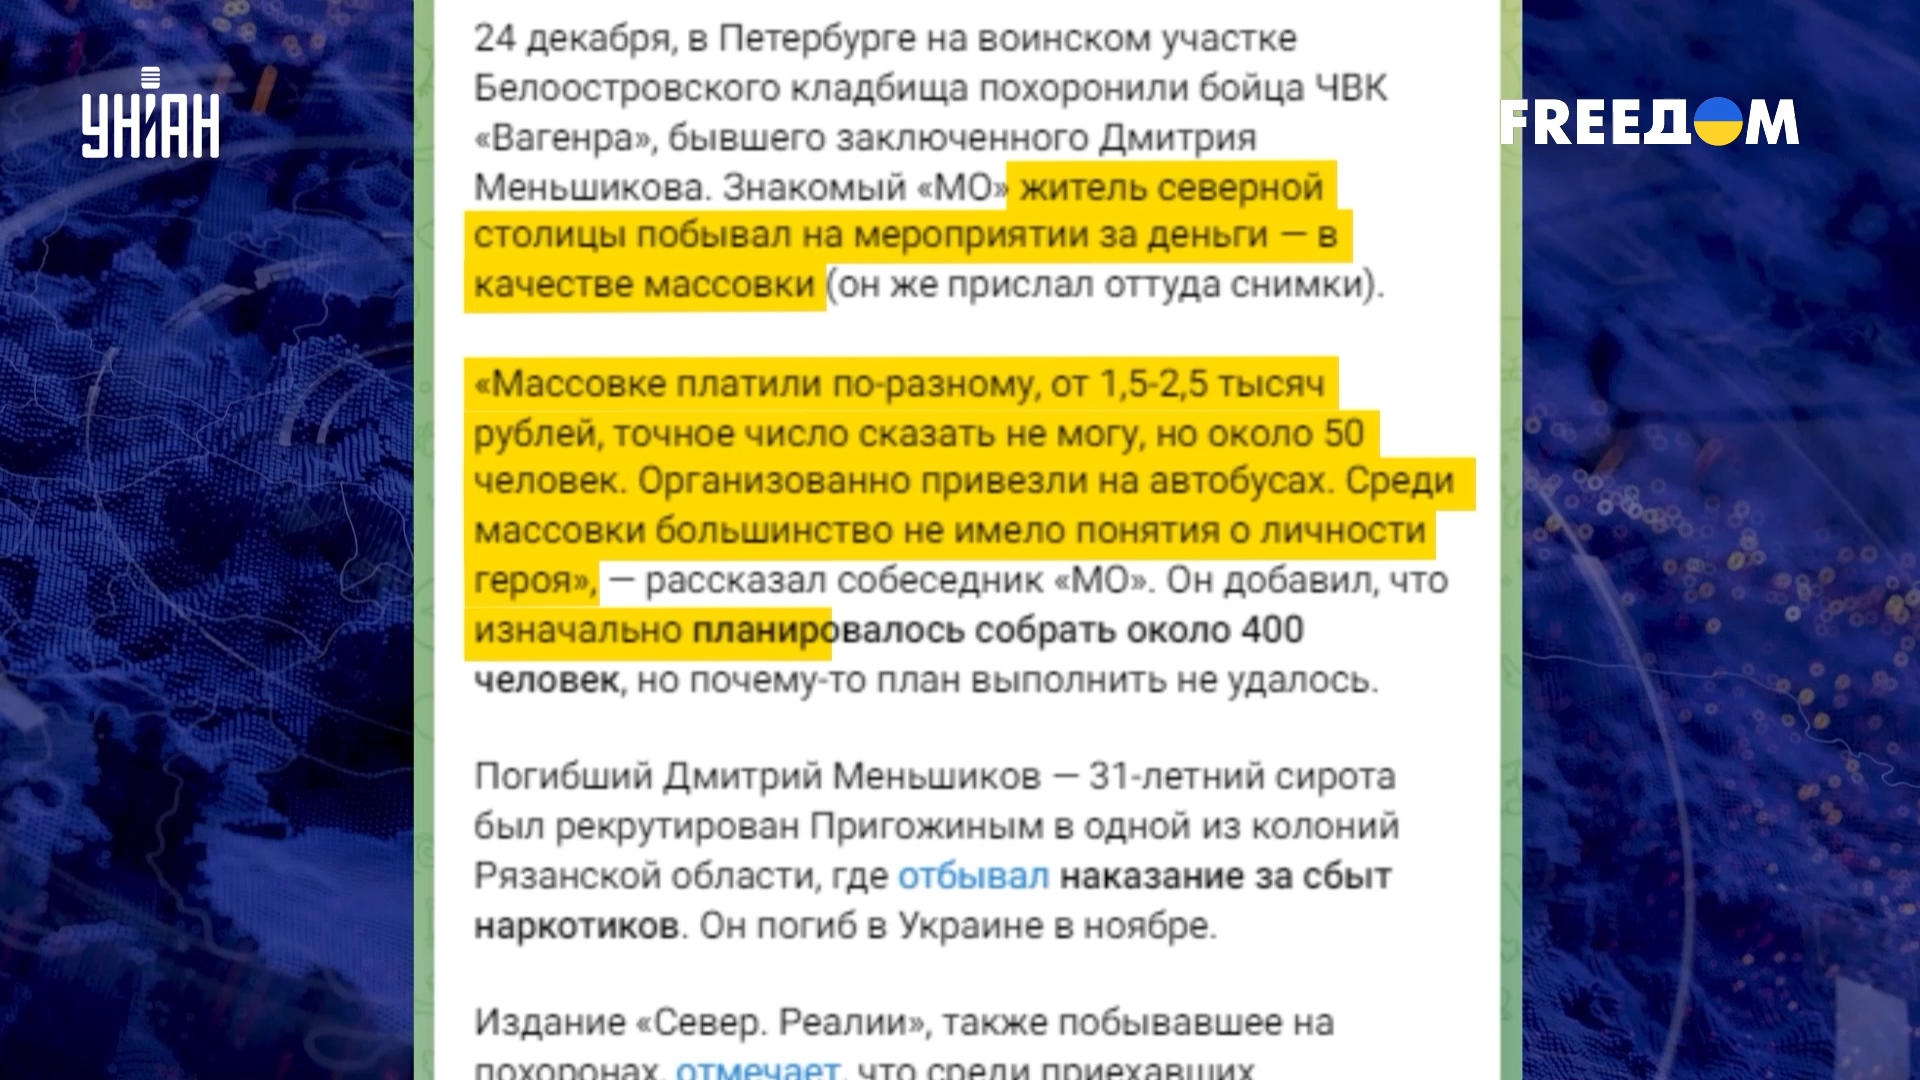 УНІАН
FREEДOM
24 декабря, в Петербурге на воинском участке
Белоостровского кладбища похоронили бойца ЧВК
«Вагенра», бывшего заключенного Дмитрия
Меньшикова. Знакомый «МО» житель северной
столицы побывал на мероприятии за деньги — в
качестве массовки (он же прислал оттуда снимки).
«Массовке платили по-разному, от 1,5-2,5 тысяч
рублей, точное число сказать не могу, но около 50
человек. Организованно привезли на автобусах. Среди
массовки большинство не имело понятия о личности
героя», — рассказал собеседник «МО». Он добавил, что
изначально планировалось собрать около 400
человек, но почему-то план выполнить не удалось.
Погибший Дмитрий Меньшиков — 31-летний сирота
был рекрутирован Пригожиным в одной из колоний
Рязанской области, где отбывал наказание за сбыт
наркотиков. Он погиб в Украине в ноябре.
Издание «Север. Реалии», также побывавшее на
похоронах, отмечает, что среди приехавших